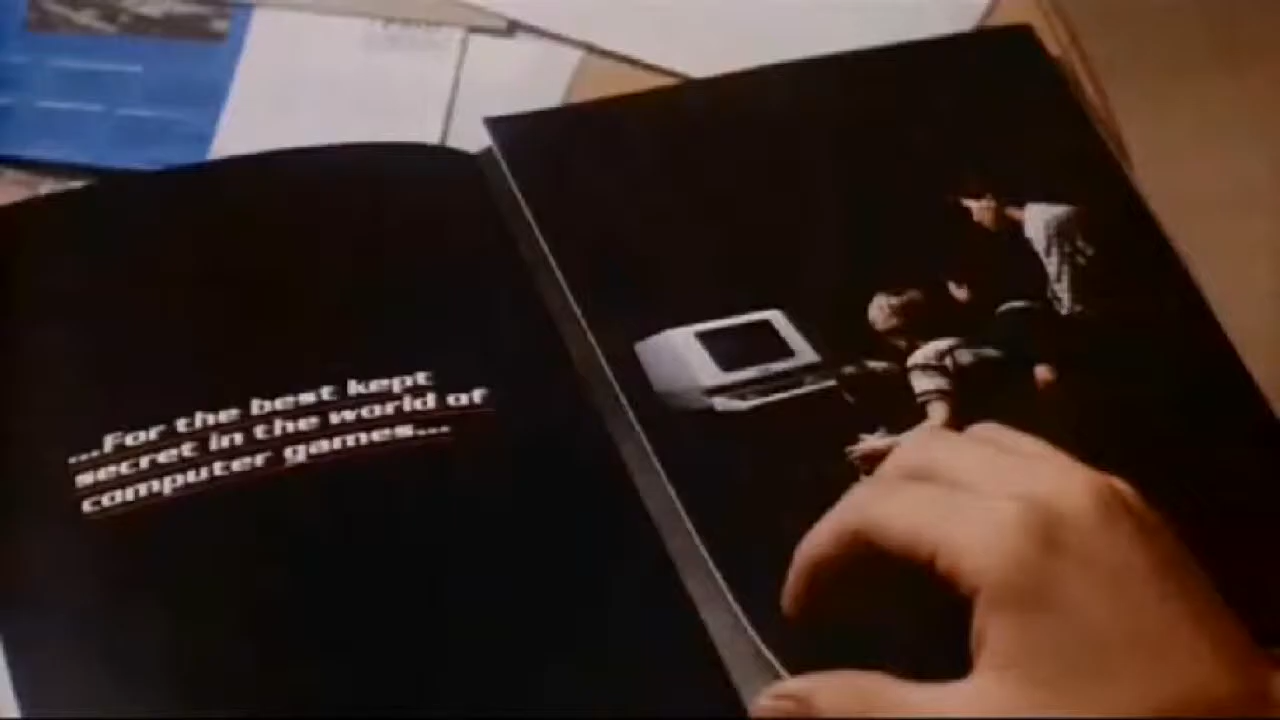 ...For the best kept
secret in the world of
computer games...